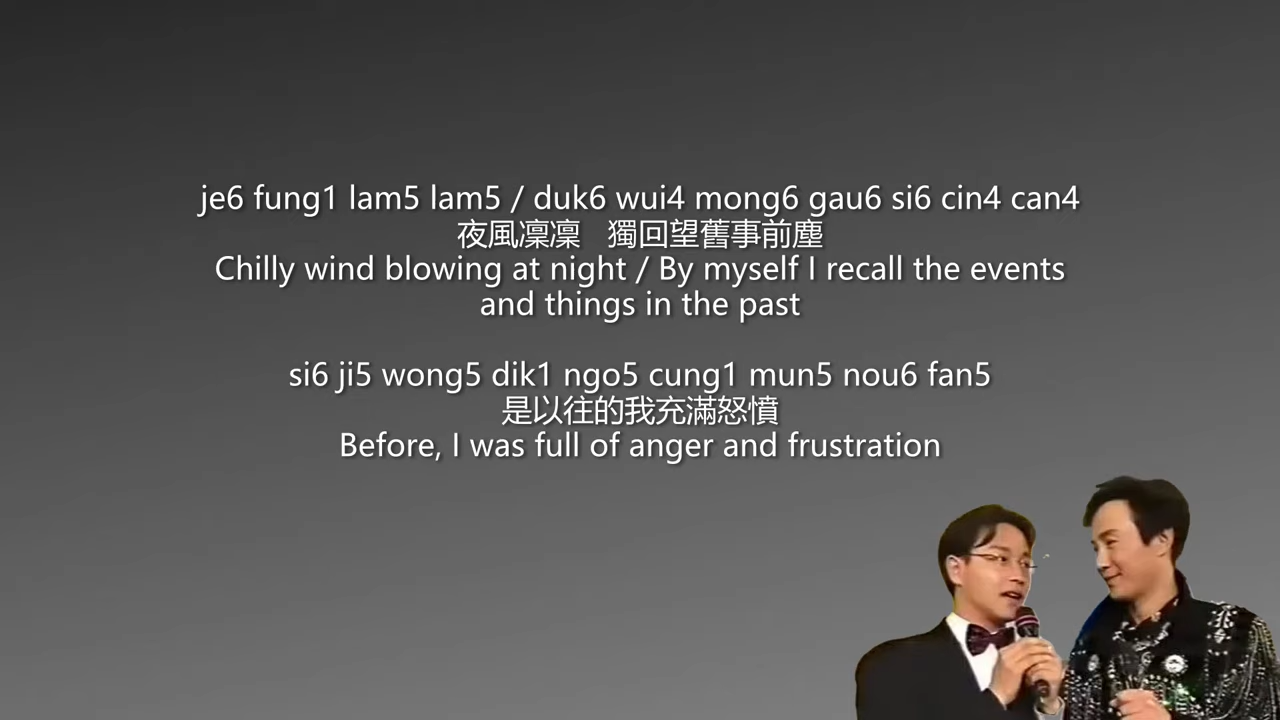 je6 fung1 lam5 lam5 / duk6 wui4 mong6 gau6 si6 cin4 can4
夜風凜凜 獨回望舊事前塵
Chilly wind blowing at night / By myself I recall the events
and things in the past
si6 ji5 wong5 dik1 ngo5 cung1 mun5 nou6 fan5
是以往的我充滿怒憤
Before, I was full of anger and frustration